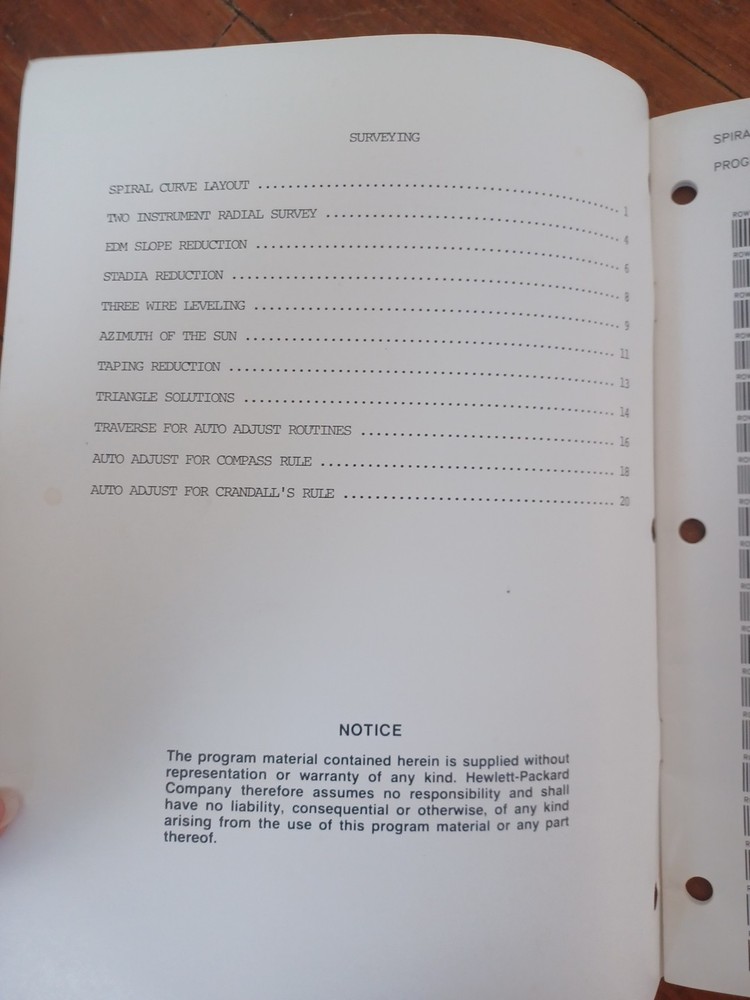 SURVEYING
SPIRAL CURVE LAYOUT ........................................ 1
TWO INSTRUMENT RADIAL SURVEY ........................................ 4
EDM SLOPE REDUCTION ........................................ 6
STADIA REDUCTION ........................................ 8
THREE WIRE LEVELING ........................................ 9
AZIMUTH OF THE SUN ........................................ 11
TAPING REDUCTION ........................................ 13
TRIANGLE SOLUTIONS ........................................ 14
TRAVERSE FOR AUTO ADJUST ROUTINES ........................................ 16
AUTO ADJUST FOR COMPASS RULE ........................................ 18
AUTO ADJUST FOR CRANDALL'S RULE ........................................ 20
NOTICE
The program material contained herein is supplied without
representation or warranty of any kind. Hewlett-Packard
Company therefore assumes no responsibility and shall
have no liability, consequential or otherwise, of any kind
arising from the use of this program material or any part
thereof.
SPIRA
PROG
ROW
ROW